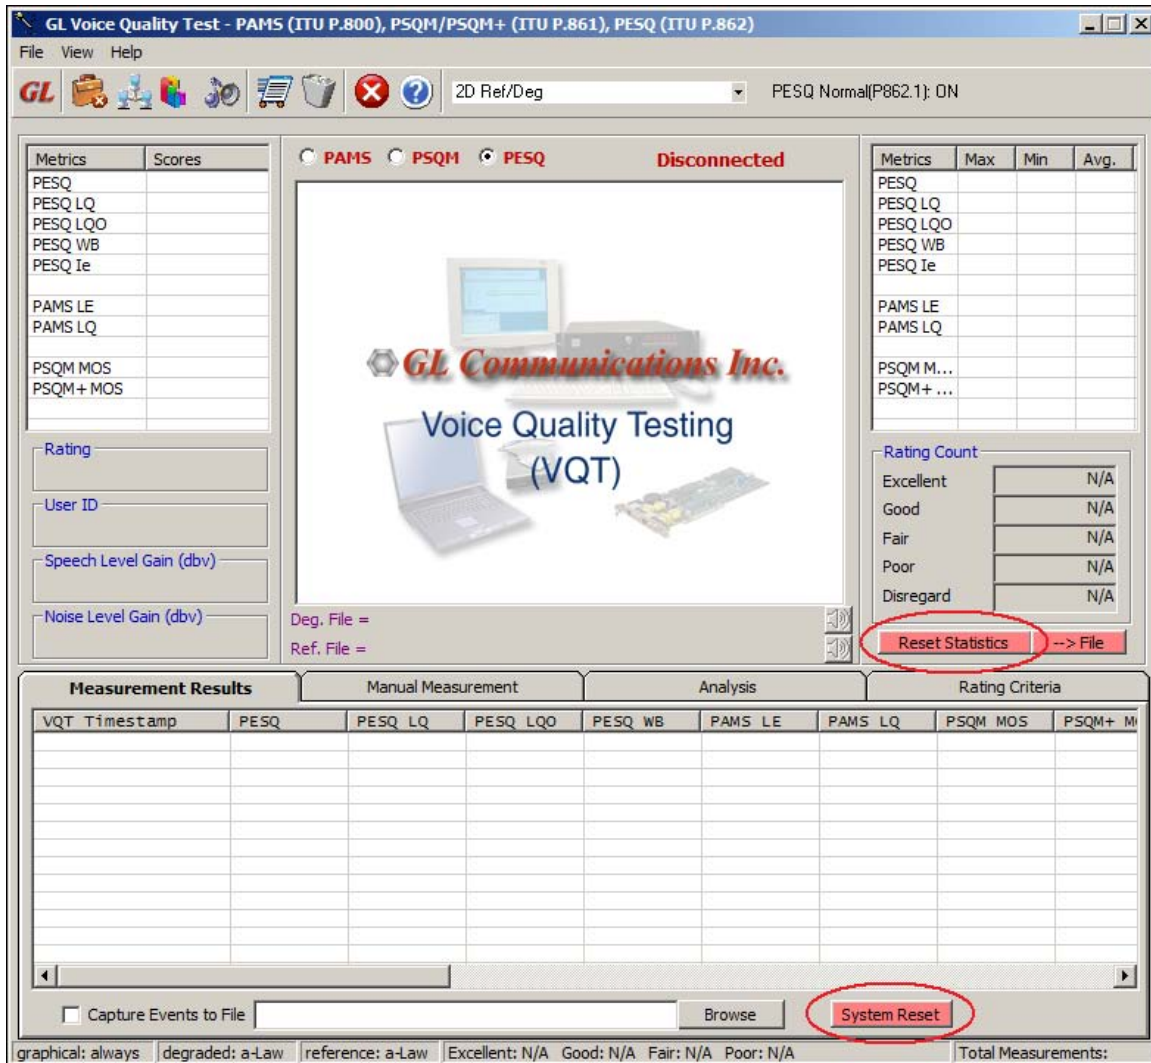 GL Voice Quality Test - PAMS (ITU P.800), PSQM/PSQM+ (ITU P.861), PESQ (ITU P.862)
File View Help
GL 2D Ref/Deg PESQ Normal(P862.1): ON
Metrics Scores
PESQ
PESQ LQ
PESQ LQO
PESQ WB
PESQ Ie
PAMS LE
PAMS LQ
PSQM MOS
PSQM+ MOS
Rating
User ID
Speech Level Gain (dbv)
Noise Level Gain (dbv)
PAMS PSQM PESQ Disconnected
GL Communications Inc.
Voice Quality Testing
(VQT)
Deg. File =
Ref. File =
Metrics Max Min Avg.
PESQ
PESQ LQ
PESQ LQO
PESQ WB
PESQ Ie
PAMS LE
PAMS LQ
PSQM M...
PSQM+ ...
Rating Count
Excellent N/A
Good N/A
Fair N/A
Poor N/A
Disregard N/A
Reset Statistics --> File
Measurement Results Manual Measurement Analysis Rating Criteria
VQT Timestamp PESQ PESQ LQ PESQ LQO PESQ WB PAMS LE PAMS LQ PSQM MOS PSQM+ M
Capture Events to File Browse System Reset
graphical: always degraded: a-Law reference: a-Law Excellent: N/A Good: N/A Fair: N/A Poor: N/A Total Measurements: